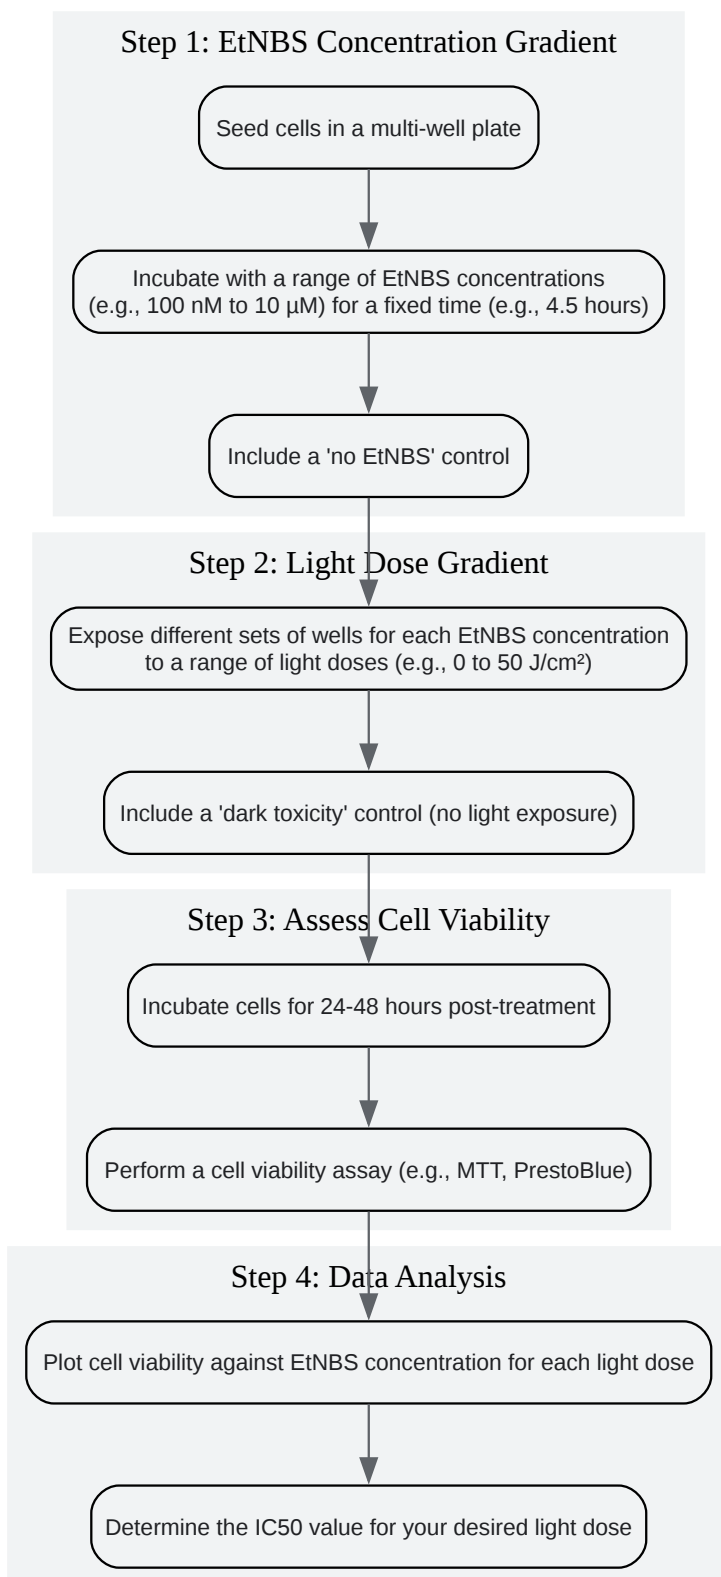 Step 1: EtNBS Concentration Gradient
Seed cells in a multi-well plate
Incubate with a range of EtNBS concentrations
(e.g., 100 nM to 10 µM) for a fixed time (e.g., 4.5 hours)
Include a 'no EtNBS' control
Step 2: Light Dose Gradient
Expose different sets of wells for each EtNBS concentration
to a range of light doses (e.g., 0 to 50 J/cm²)
Include a 'dark toxicity' control (no light exposure)
Step 3: Assess Cell Viability
Incubate cells for 24-48 hours post-treatment
Perform a cell viability assay (e.g., MTT, PrestoBlue)
Step 4: Data Analysis
Plot cell viability against EtNBS concentration for each light dose
Determine the IC50 value for your desired light dose